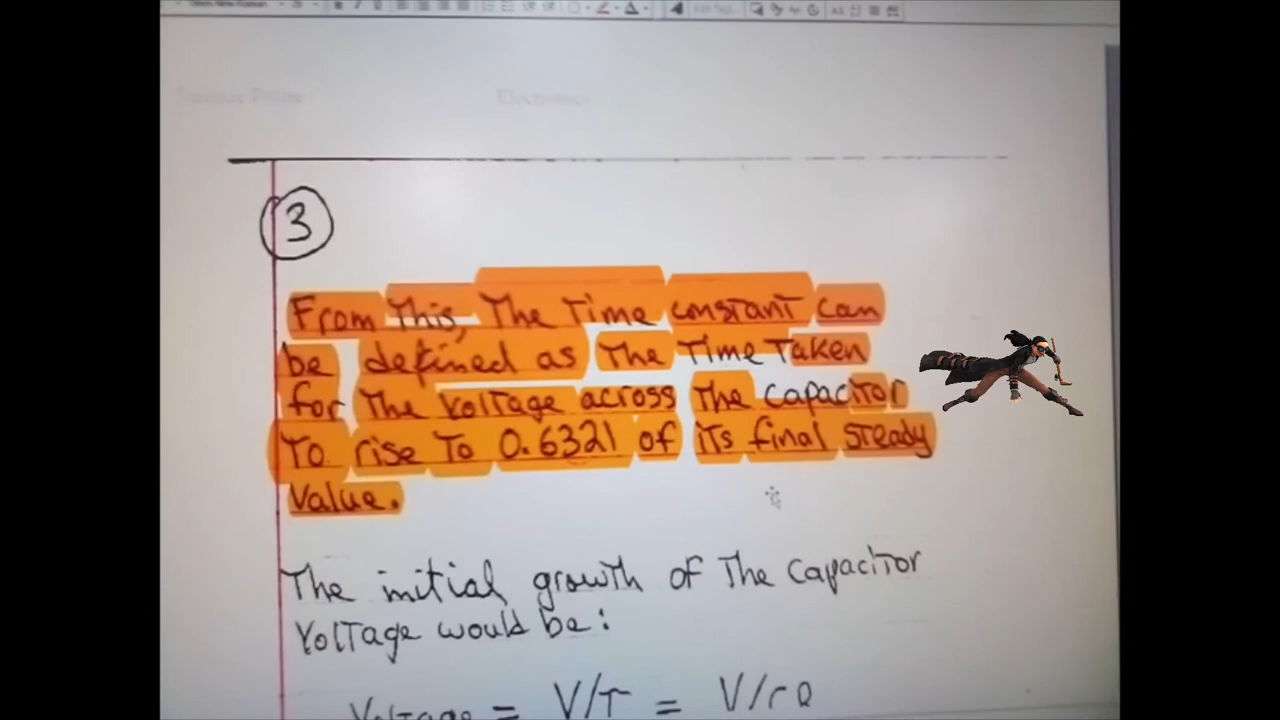 Electronics
3
From This, The Time constant can
be defined as The Time Taken
for The Voltage across The capacitor
To rise To 0.6321 of its final steady
Value.
The initial growth of The capacitor
Voltage would be:
Voltage = V/T =